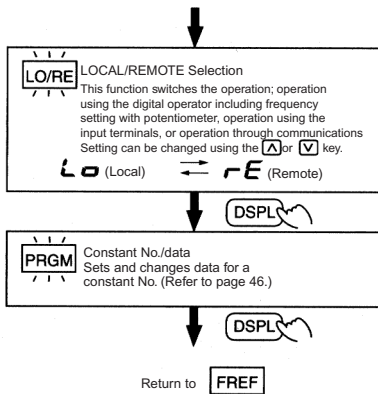 LO/RE
LOCAL/REMOTE Selection
This function switches the operation; operation
using the digital operator including frequency
setting with potentiometer, operation using the
input terminals, or operation through communications
Setting can be changed using the ∧ or ∨ key.
Lo (Local) rE (Remote)
DSPL
PRGM
Constant No./data
Sets and changes data for a
constant No. (Refer to page 46.)
DSPL
Return to FREF